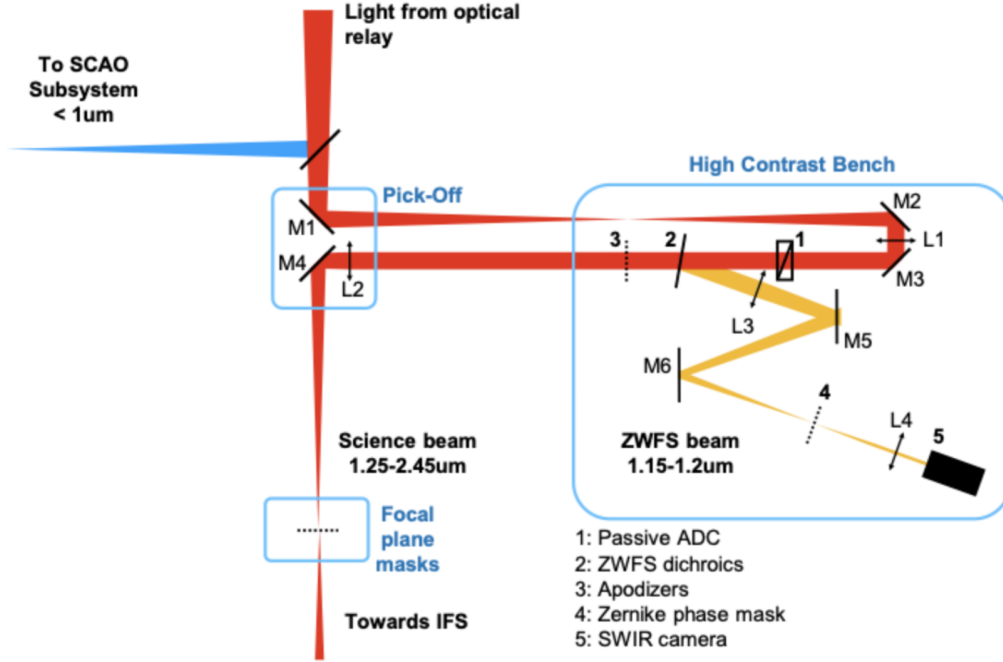 Light from optical
relay
To SCAO
Subsystem
< 1um
High Contrast Bench
Pick-Off
M1
M4
L2
3
2
1
M2
L1
M3
L3
M5
M6
4
L4
5
Science beam
1.25-2.45um
ZWFS beam
1.15-1.2um
Focal
plane
masks
Towards IFS
1: Passive ADC
2: ZWFS dichroics
3: Apodizers
4: Zernike phase mask
5: SWIR camera